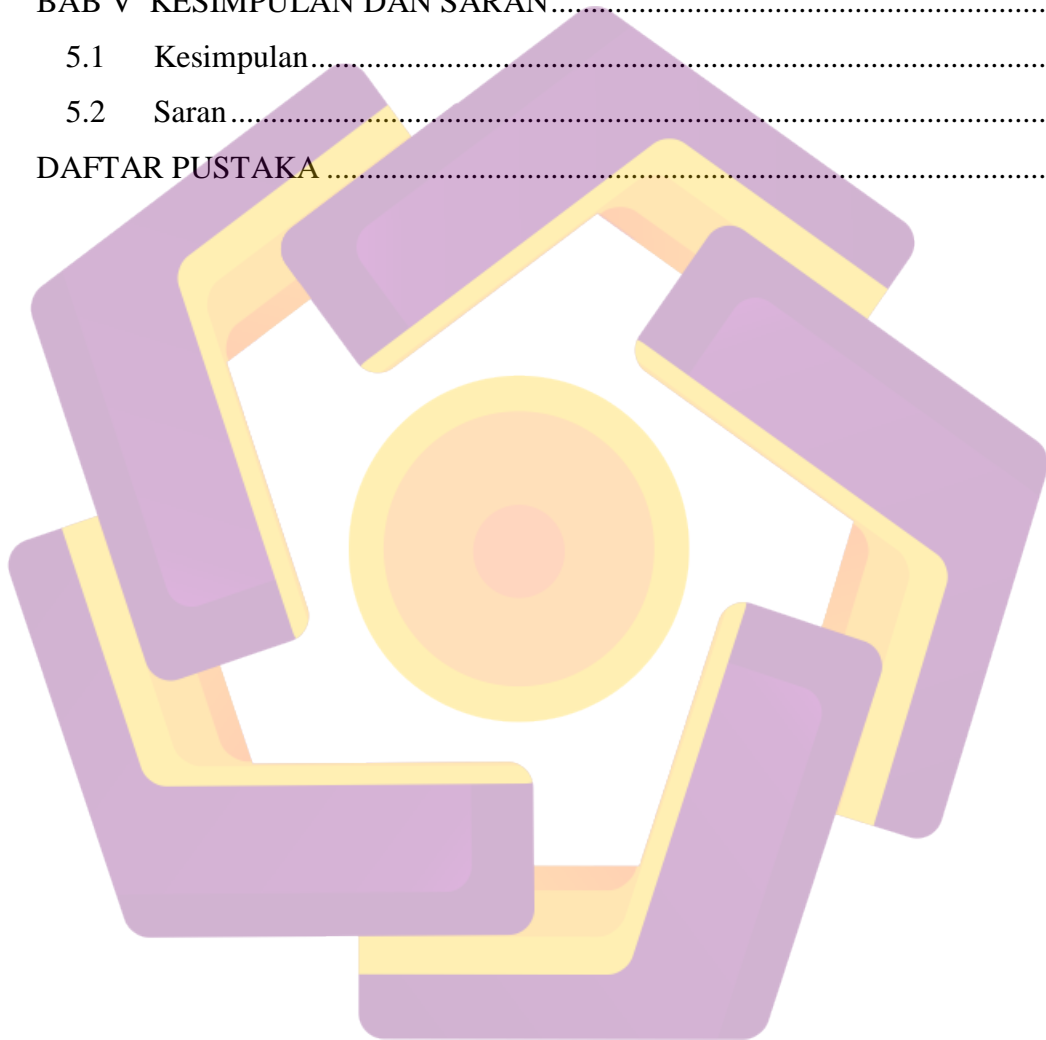 BAB V KESIMPULAN DAN SARAN..........................................................
5.1 Kesimpulan..........................................................................................
5.2 Saran....................................................................................................
DAFTAR PUSTAKA ........................................................................................